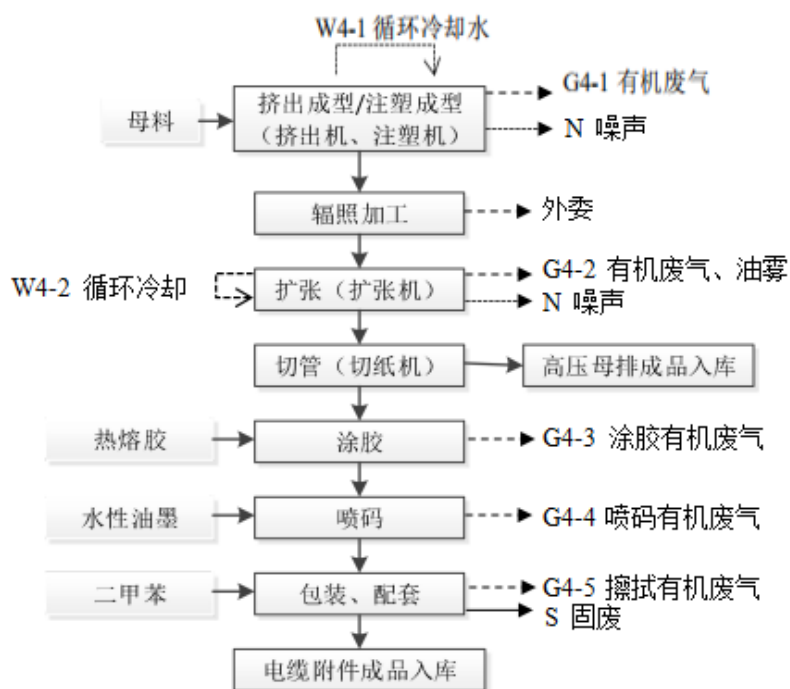 W4-1 循环冷却水
母料
挤出成型/注塑成型
（挤出机、注塑机）
G4-1 有机废气
N 噪声
辐照加工
外委
W4-2 循环冷却
扩张（扩张机）
G4-2 有机废气、油雾
N 噪声
切管（切纸机）
高压母排成品入库
热熔胶
涂胶
G4-3 涂胶有机废气
水性油墨
喷码
G4-4 喷码有机废气
二甲苯
包装、配套
G4-5 擦拭有机废气
S 固废
电缆附件成品入库